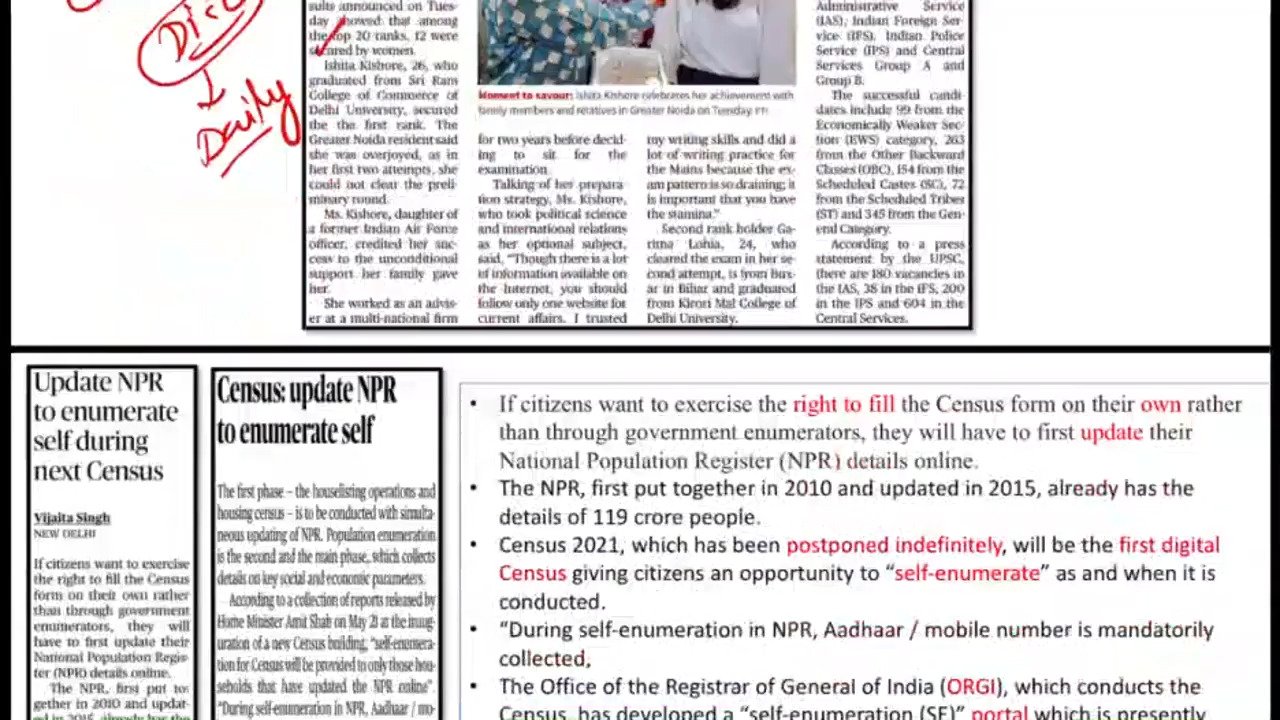 Disc
Daily
sults announced on Tues-
day showed that among
the top 20 ranks, 12 were
secured by women.
Ishita Kishore, 26, who
graduated from Sri Ram
College of Commerce of
Delhi University, secured
the the first rank. The
Greater Noida resident said
she was overjoyed, as in
her first two attempts, she
could not clear the preli-
minary round.
Ms. Kishore, daughter of
a former Indian Air Force
officer, credited her suc-
cess to the unconditional
support her family gave
her.
She worked as an advis-
er at a multi-national firm
Moment to savour: Ishita Kishore celebrates her achievement with
family members and relatives in Greater Noida on Tuesday. PTI
for two years before decid-
ing to sit for the
examination.
Talking of her prepara-
tion strategy, Ms. Kishore,
who took political science
and international relations
as her optional subject,
said, "Though there is a lot
of information available on
the Internet, you should
follow only one website for
current affairs. I trusted
my writing skills and did a
lot of writing practice for
the Mains because the ex-
am pattern is so draining; it
is important that you have
the stamina."
Second rank holder Ga-
rima Lohia, 24, who
cleared the exam in her se-
cond attempt, is from Bux-
ar in Bihar and graduated
from Kirori Mal College of
Delhi University.
Administrative Service
(IAS), Indian Foreign Ser-
vice (IFS), Indian Police
Service (IPS) and Central
Services Group A and
Group B.
The successful candi-
dates include 99 from the
Economically Weaker Sec-
tion (EWS) category, 263
from the Other Backward
Classes (OBC), 154 from the
Scheduled Castes (SC), 72
from the Scheduled Tribes
(ST) and 345 from the Gen-
eral Category.
According to a press
statement by the UPSC,
there are 180 vacancies in
the IAS, 38 in the IFS, 200
in the IPS and 604 in the
Central Services.
Update NPR
to enumerate
self during
next Census
Vijaita Singh
NEW DELHI
If citizens want to exercise
the right to fill the Census
form on their own rather
than through government
enumerators, they will
have to first update their
National Population Regis-
ter (NPR) details online.
The NPR, first put to-
gether in 2010 and updat-
ed in 2015, already has the
Census: update NPR
to enumerate self
The first phase – the houselisting operations and
housing census – is to be conducted with simulta-
neous updating of NPR. Population enumeration
is the second and the main phase, which collects
details on key social and economic parameters.
According to a collection of reports released by
Home Minister Amit Shah on May 21 at the inaug-
uration of a new Census building, "self-enumera-
tion for Census will be provided to only those hou-
seholds that have updated the NPR online".
"During self-enumeration in NPR, Aadhaar / mo-
• If citizens want to exercise the right to fill the Census form on their own rather
than through government enumerators, they will have to first update their
National Population Register (NPR) details online.
• The NPR, first put together in 2010 and updated in 2015, already has the
details of 119 crore people.
• Census 2021, which has been postponed indefinitely, will be the first digital
Census giving citizens an opportunity to “self-enumerate” as and when it is
conducted.
• “During self-enumeration in NPR, Aadhaar / mobile number is mandatorily
collected,
• The Office of the Registrar of General of India (ORGI), which conducts the
Census, has developed a “self-enumeration (SE)” portal which is presently